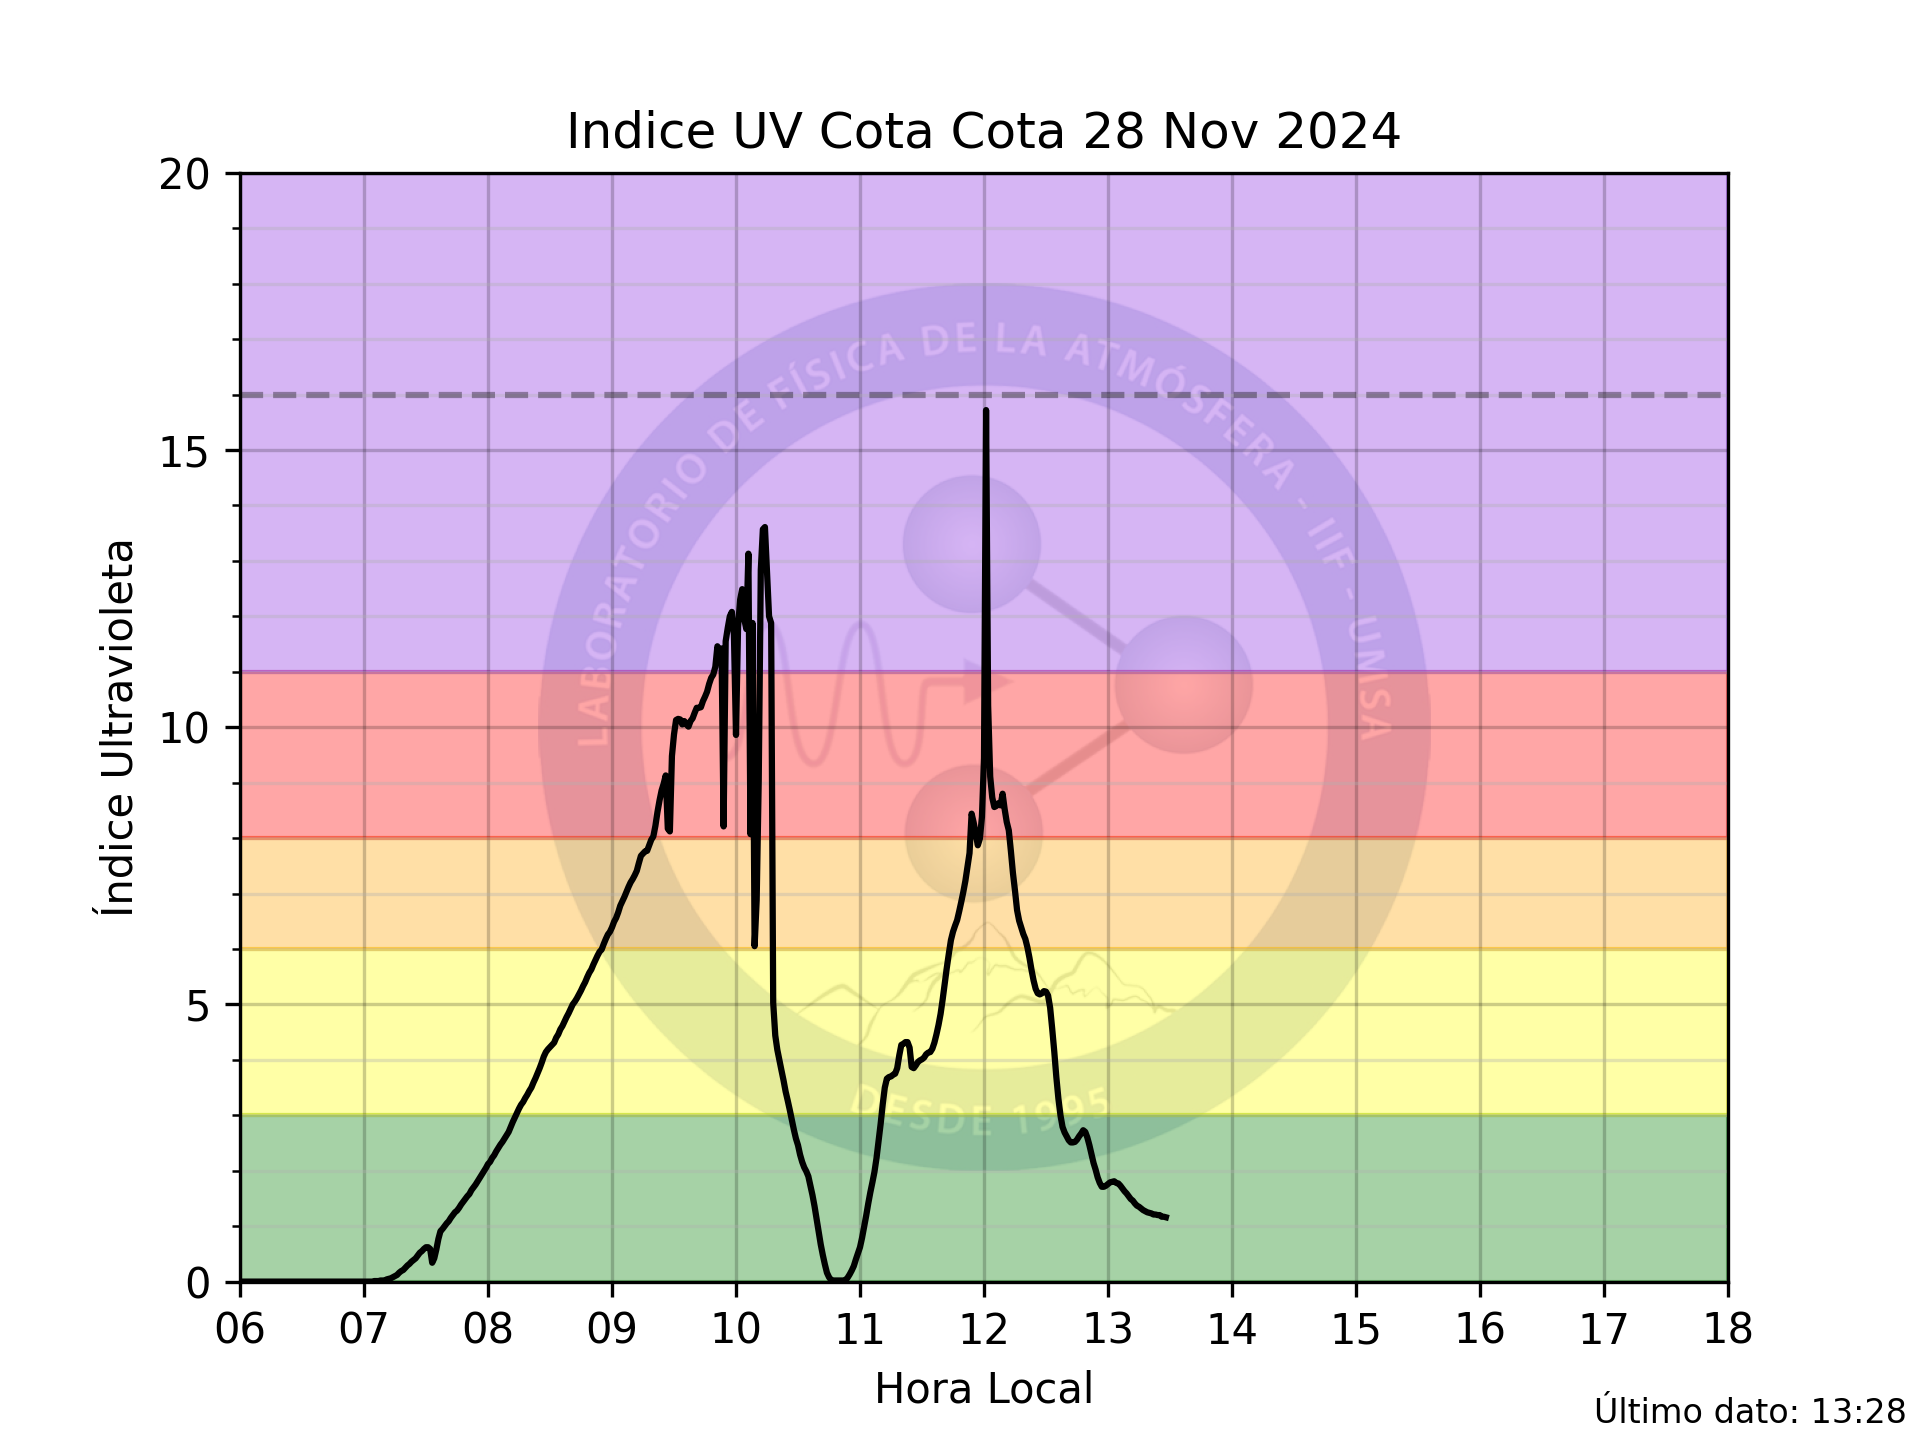 Indice UV Cota Cota 28 Nov 2024
20
15
10
5
0
Índice Ultravioleta
LABORATORIO DE FÍSICA DE LA ATMÓSFERA - IIF - UMSA
DESDE 1995
06 07 08 09 10 11 12 13 14 15 16 17 18
Hora Local
Último dato: 13:28